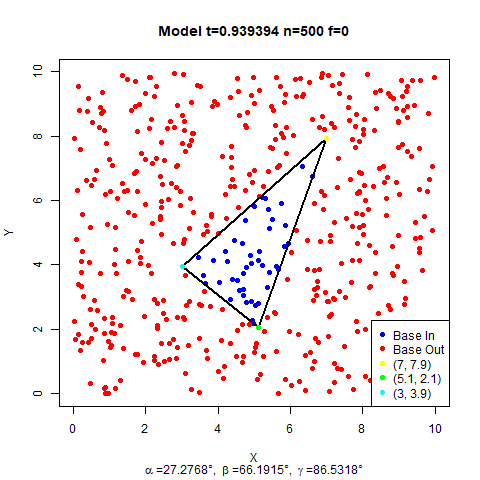 Model t=0.939394 n=500 f=0
10
8
6
4
2
0
Y
Base In
Base Out
(7, 7.9)
(5.1, 2.1)
(3, 3.9)
0 2 4 6 8 10
X
α=27.2768°, β=66.1915°, γ=86.5318°